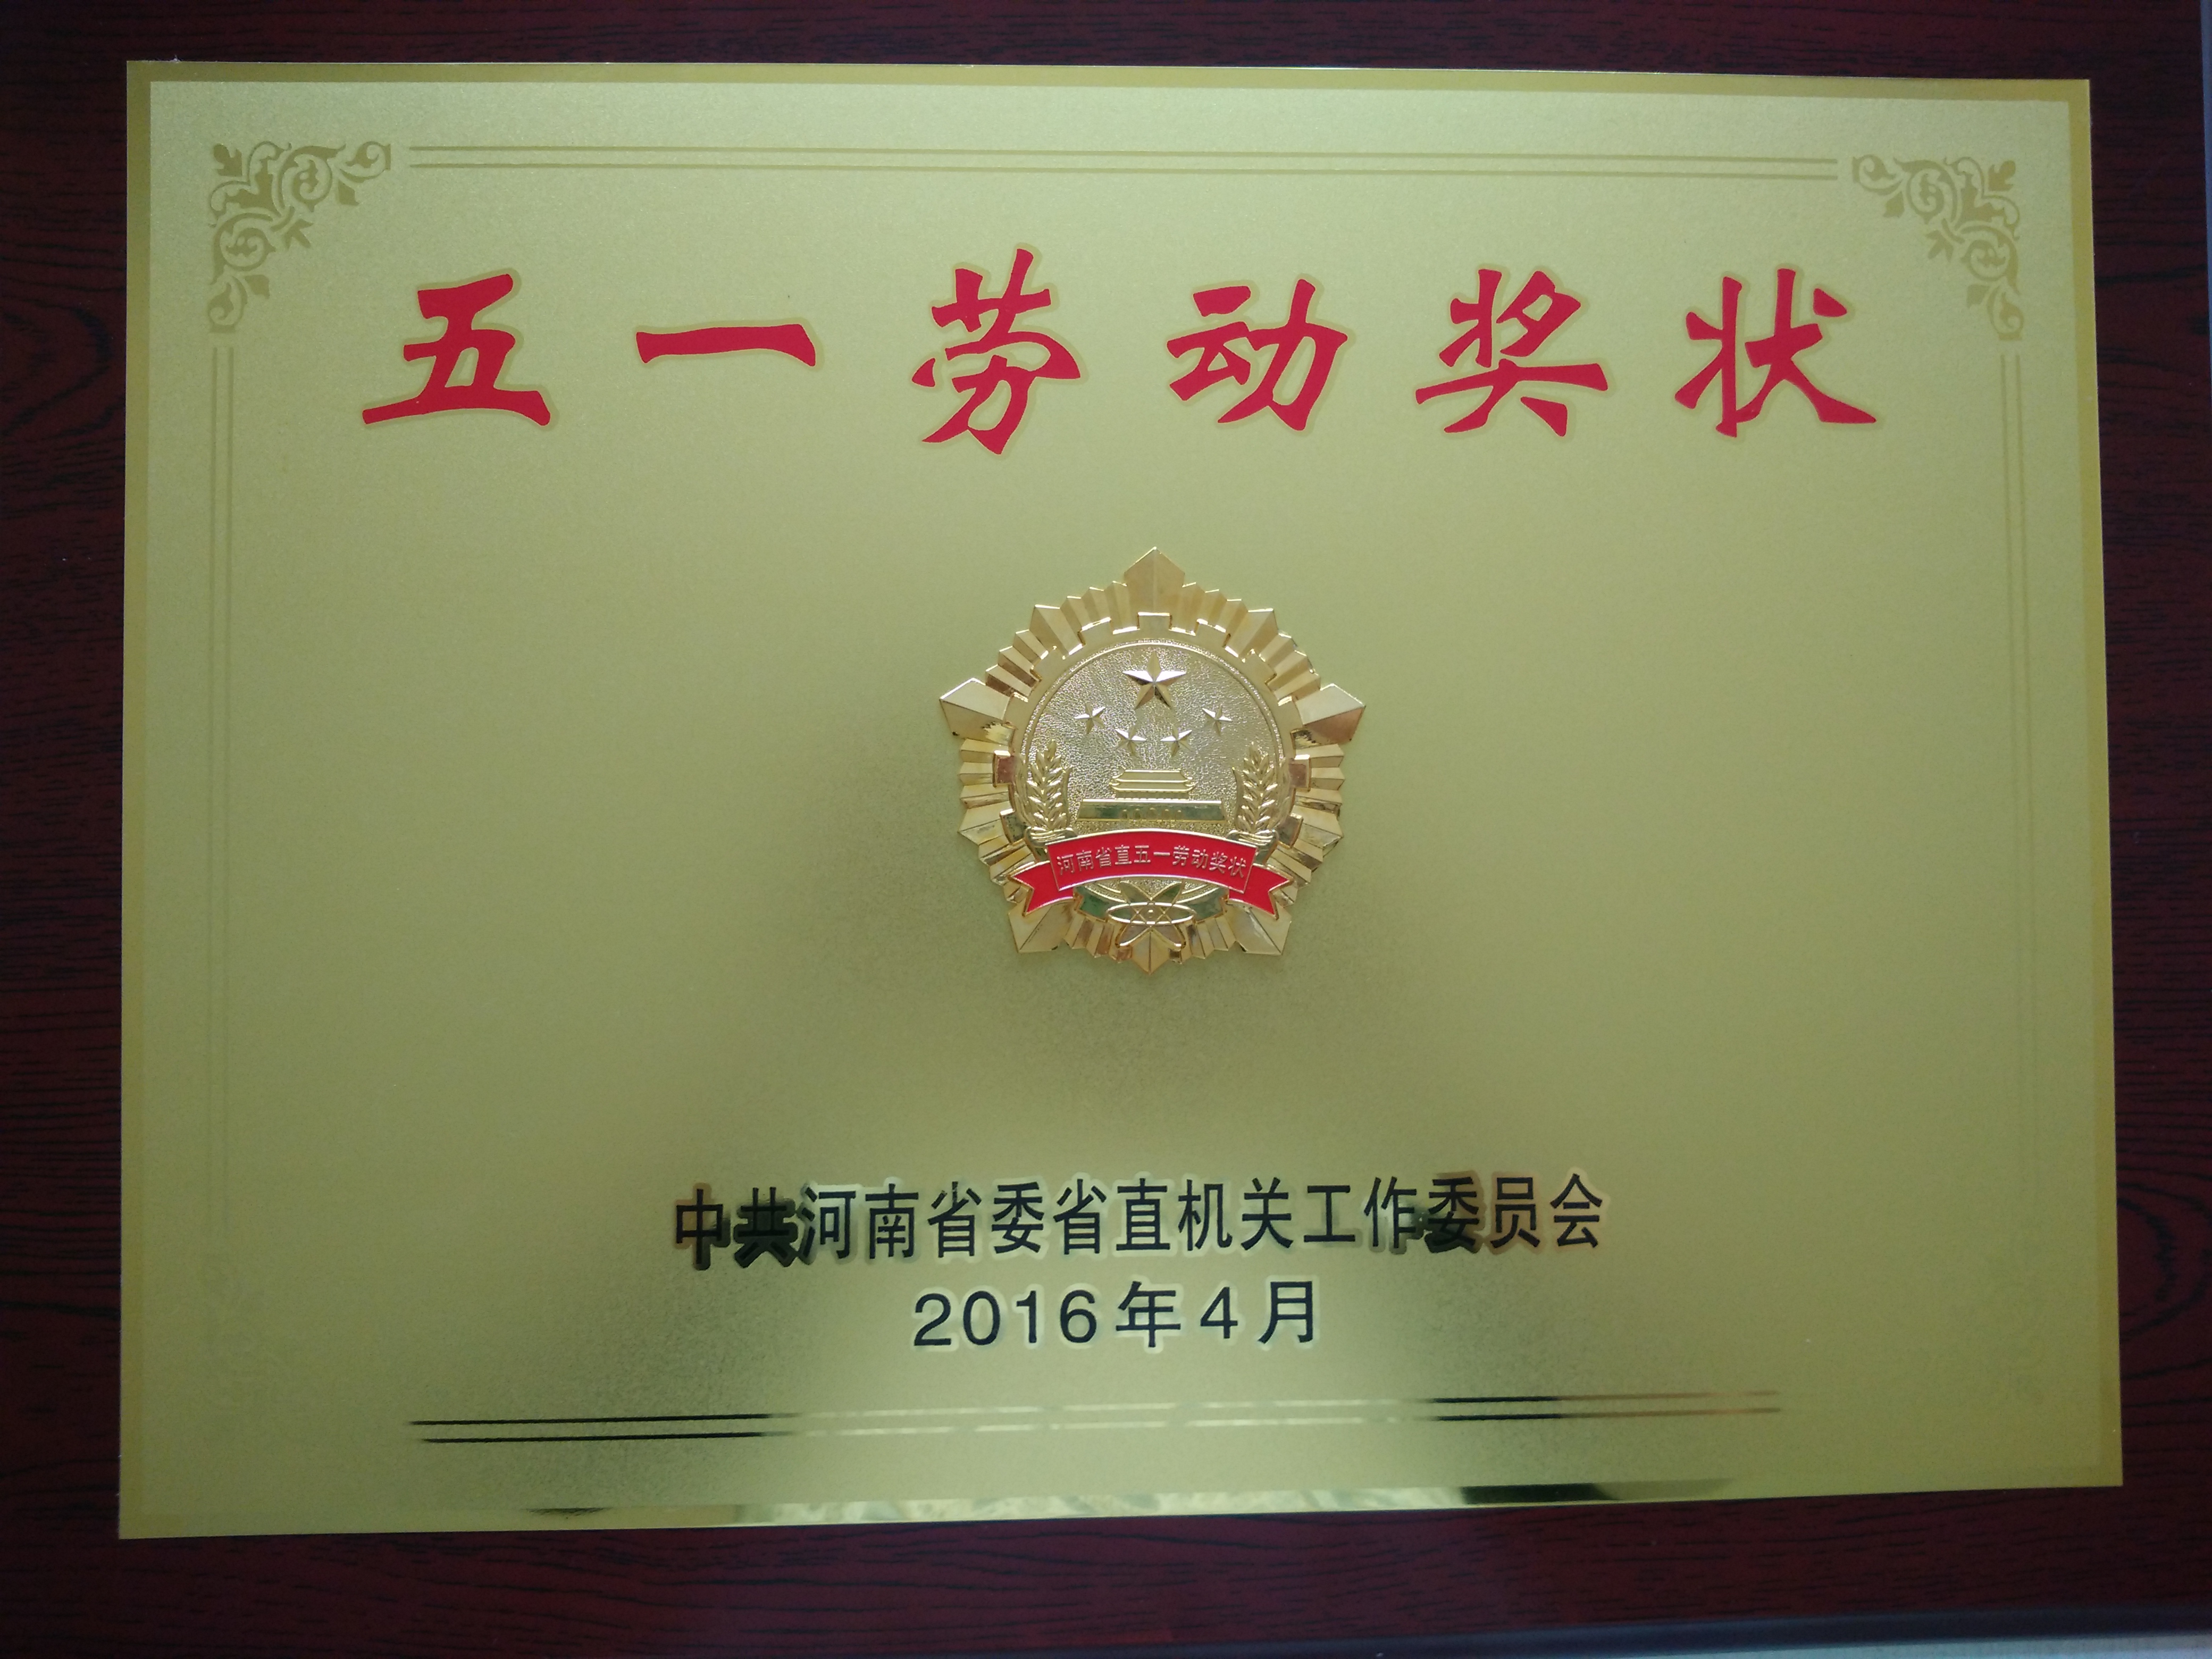 五一劳动奖状
河南省直五一劳动奖状
中共河南省委省直机关工作委员会
2016年4月